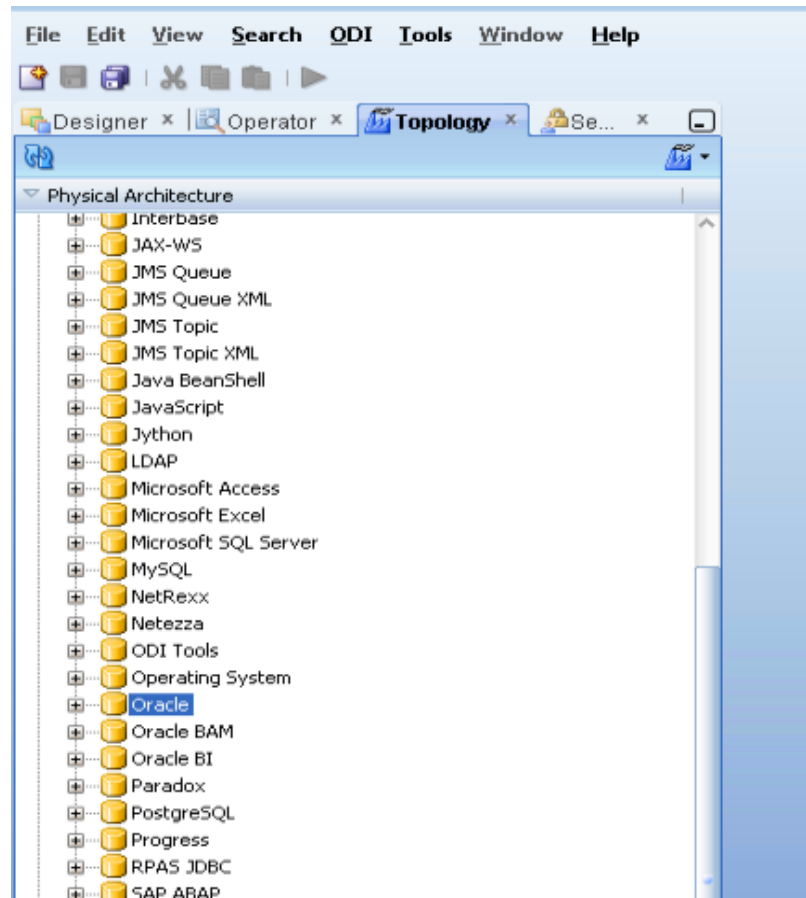 File Edit View Search ODI Tools Window Help
Designer Operator Topology Se...
Physical Architecture
Interbase
JAX-WS
JMS Queue
JMS Queue XML
JMS Topic
JMS Topic XML
Java BeanShell
JavaScript
Jython
LDAP
Microsoft Access
Microsoft Excel
Microsoft SQL Server
MySQL
NetRexx
Netezza
ODI Tools
Operating System
Oracle
Oracle BAM
Oracle BI
Paradox
PostgreSQL
Progress
RPAS JDBC
SAP ABAP